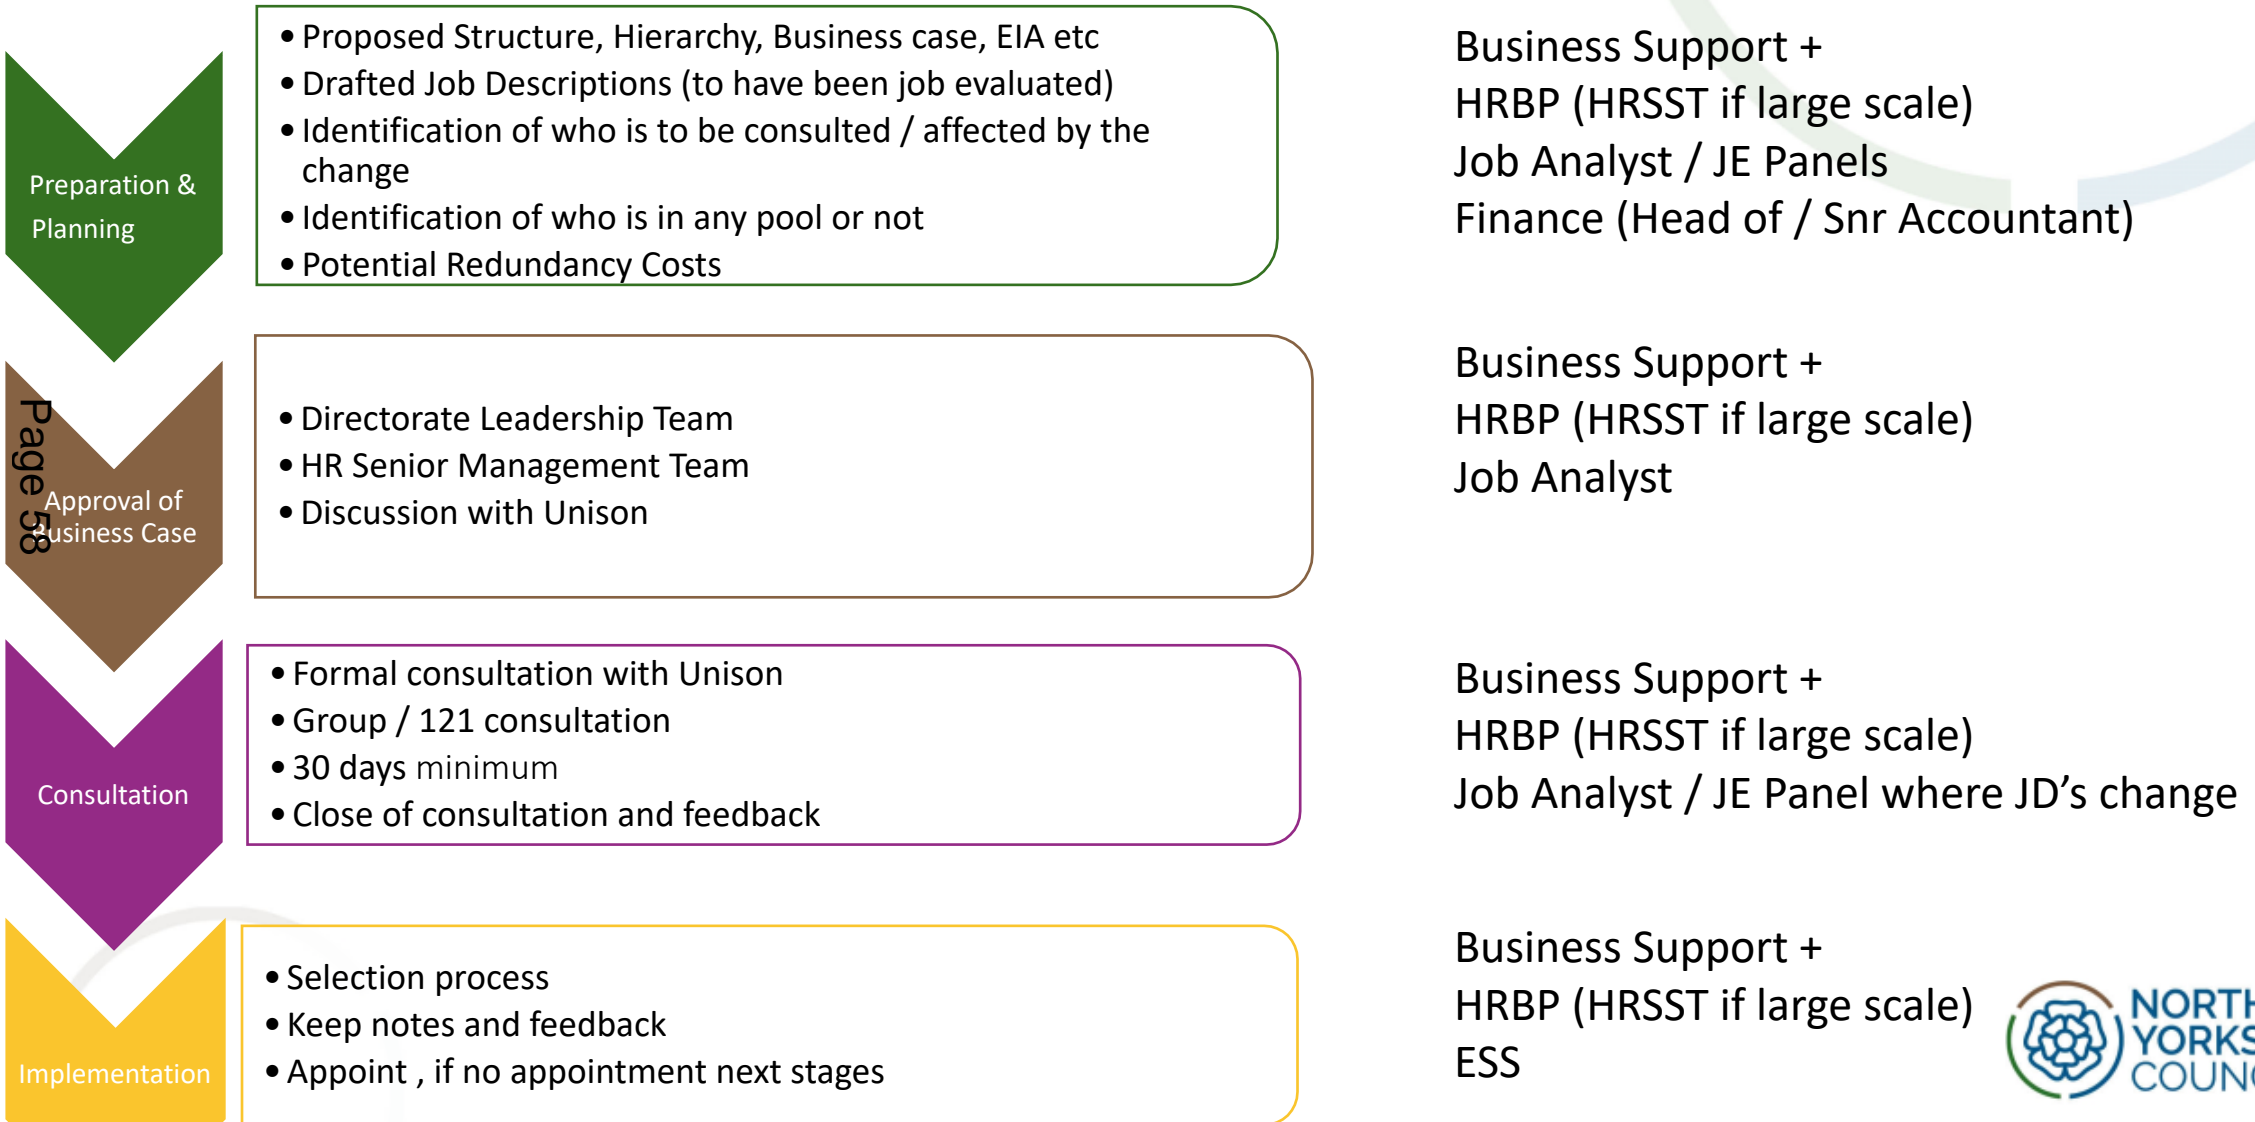 Preparation &
Planning
• Proposed Structure, Hierarchy, Business case, EIA etc
• Drafted Job Descriptions (to have been job evaluated)
• Identification of who is to be consulted / affected by the
change
• Identification of who is in any pool or not
• Potential Redundancy Costs
Business Support +
HRBP (HRSST if large scale)
Job Analyst / JE Panels
Finance (Head of / Snr Accountant)
Page 58
Approval of
Business Case
• Directorate Leadership Team
• HR Senior Management Team
• Discussion with Unison
Business Support +
HRBP (HRSST if large scale)
Job Analyst
Consultation
• Formal consultation with Unison
• Group / 121 consultation
• 30 days minimum
• Close of consultation and feedback
Business Support +
HRBP (HRSST if large scale)
Job Analyst / JE Panel where JD’s change
Implementation
• Selection process
• Keep notes and feedback
• Appoint , if no appointment next stages
Business Support +
HRBP (HRSST if large scale)
ESS
NORTH
YORKS
COUN